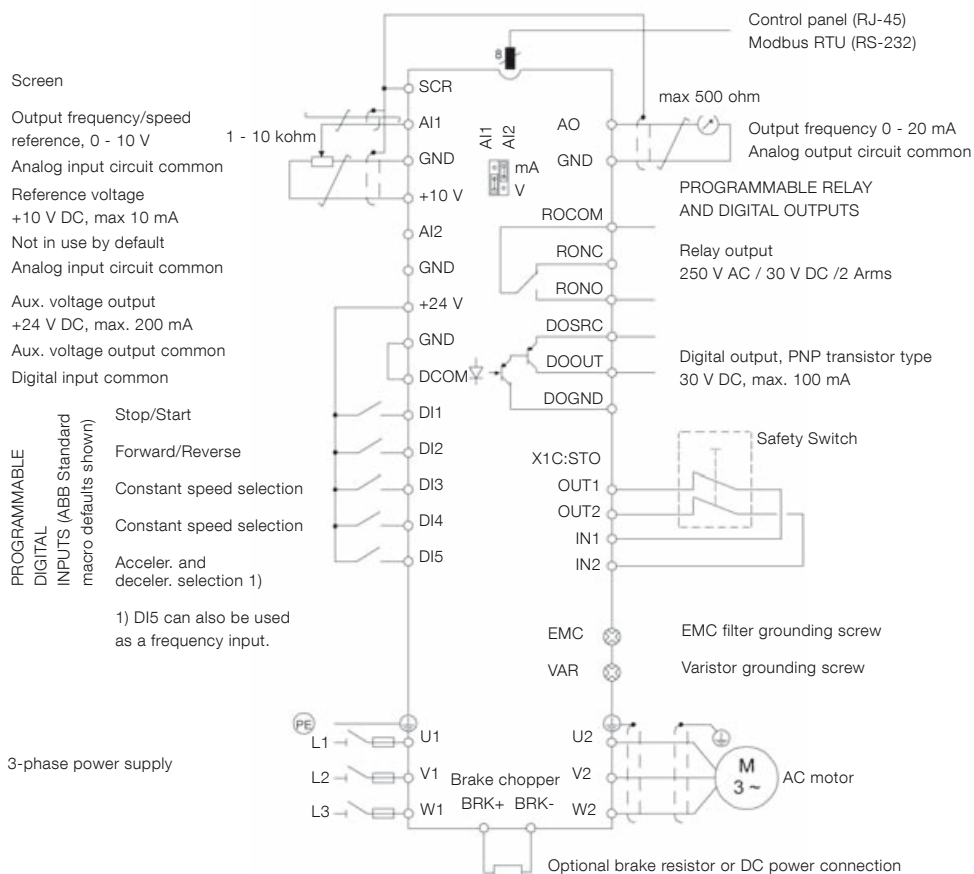 Control panel (RJ-45)
Modbus RTU (RS-232)
8
Screen
SCR
Output frequency/speed
reference, 0 - 10 V
1 - 10 kohm
AI1
Analog input circuit common
GND
Reference voltage
+10 V DC, max 10 mA
+10 V
Not in use by default
AI2
Analog input circuit common
GND
Aux. voltage output
+24 V DC, max. 200 mA
+24 V
Aux. voltage output common
GND
Digital input common
DCOM
AI1
AI2
mA
V
max 500 ohm
AO
Output frequency 0 - 20 mA
GND
Analog output circuit common
PROGRAMMABLE RELAY
AND DIGITAL OUTPUTS
ROCOM
RONC
RONO
Relay output
250 V AC / 30 V DC /2 Arms
DOSRC
DOOUT
DOGND
Digital output, PNP transistor type
30 V DC, max. 100 mA
PROGRAMMABLE
DIGITAL
INPUTS (ABB Standard
macro defaults shown)
Stop/Start
DI1
Forward/Reverse
DI2
Constant speed selection
DI3
Constant speed selection
DI4
Acceler. and
deceler. selection 1)
DI5
1) DI5 can also be used
as a frequency input.
Safety Switch
X1C:STO
OUT1
OUT2
IN1
IN2
EMC
EMC filter grounding screw
VAR
Varistor grounding screw
PE
3-phase power supply
L1
U1
L2
V1
L3
W1
Brake chopper
BRK+ BRK-
U2
V2
W2
M
3 ~
AC motor
Optional brake resistor or DC power connection